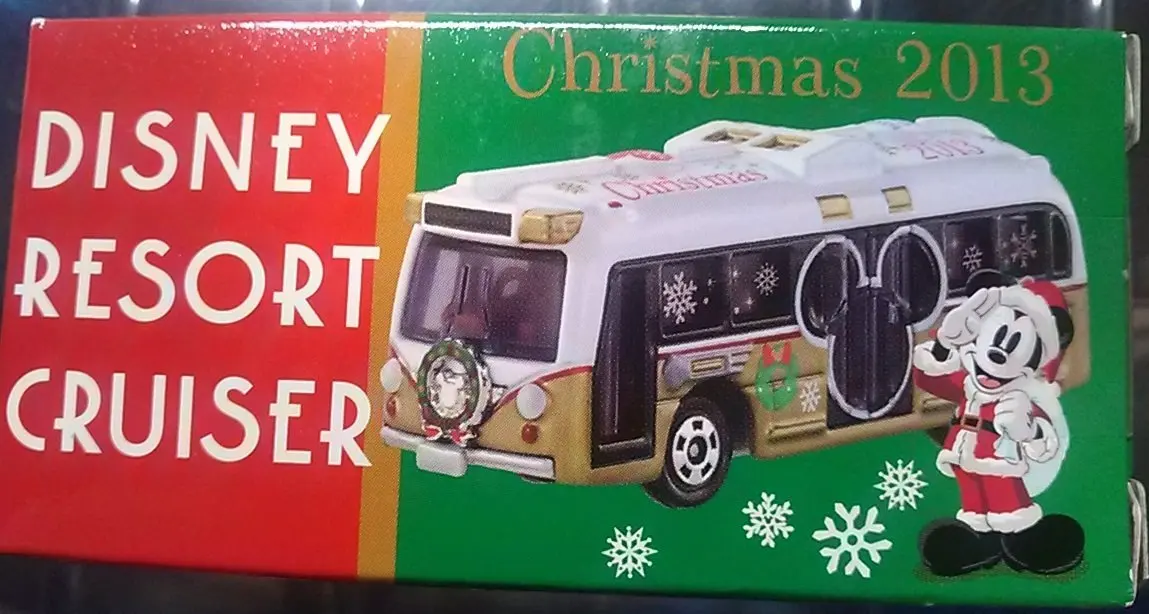 DISNEY
RESORT
CRUISER
Christmas 2013
Christmas
2013